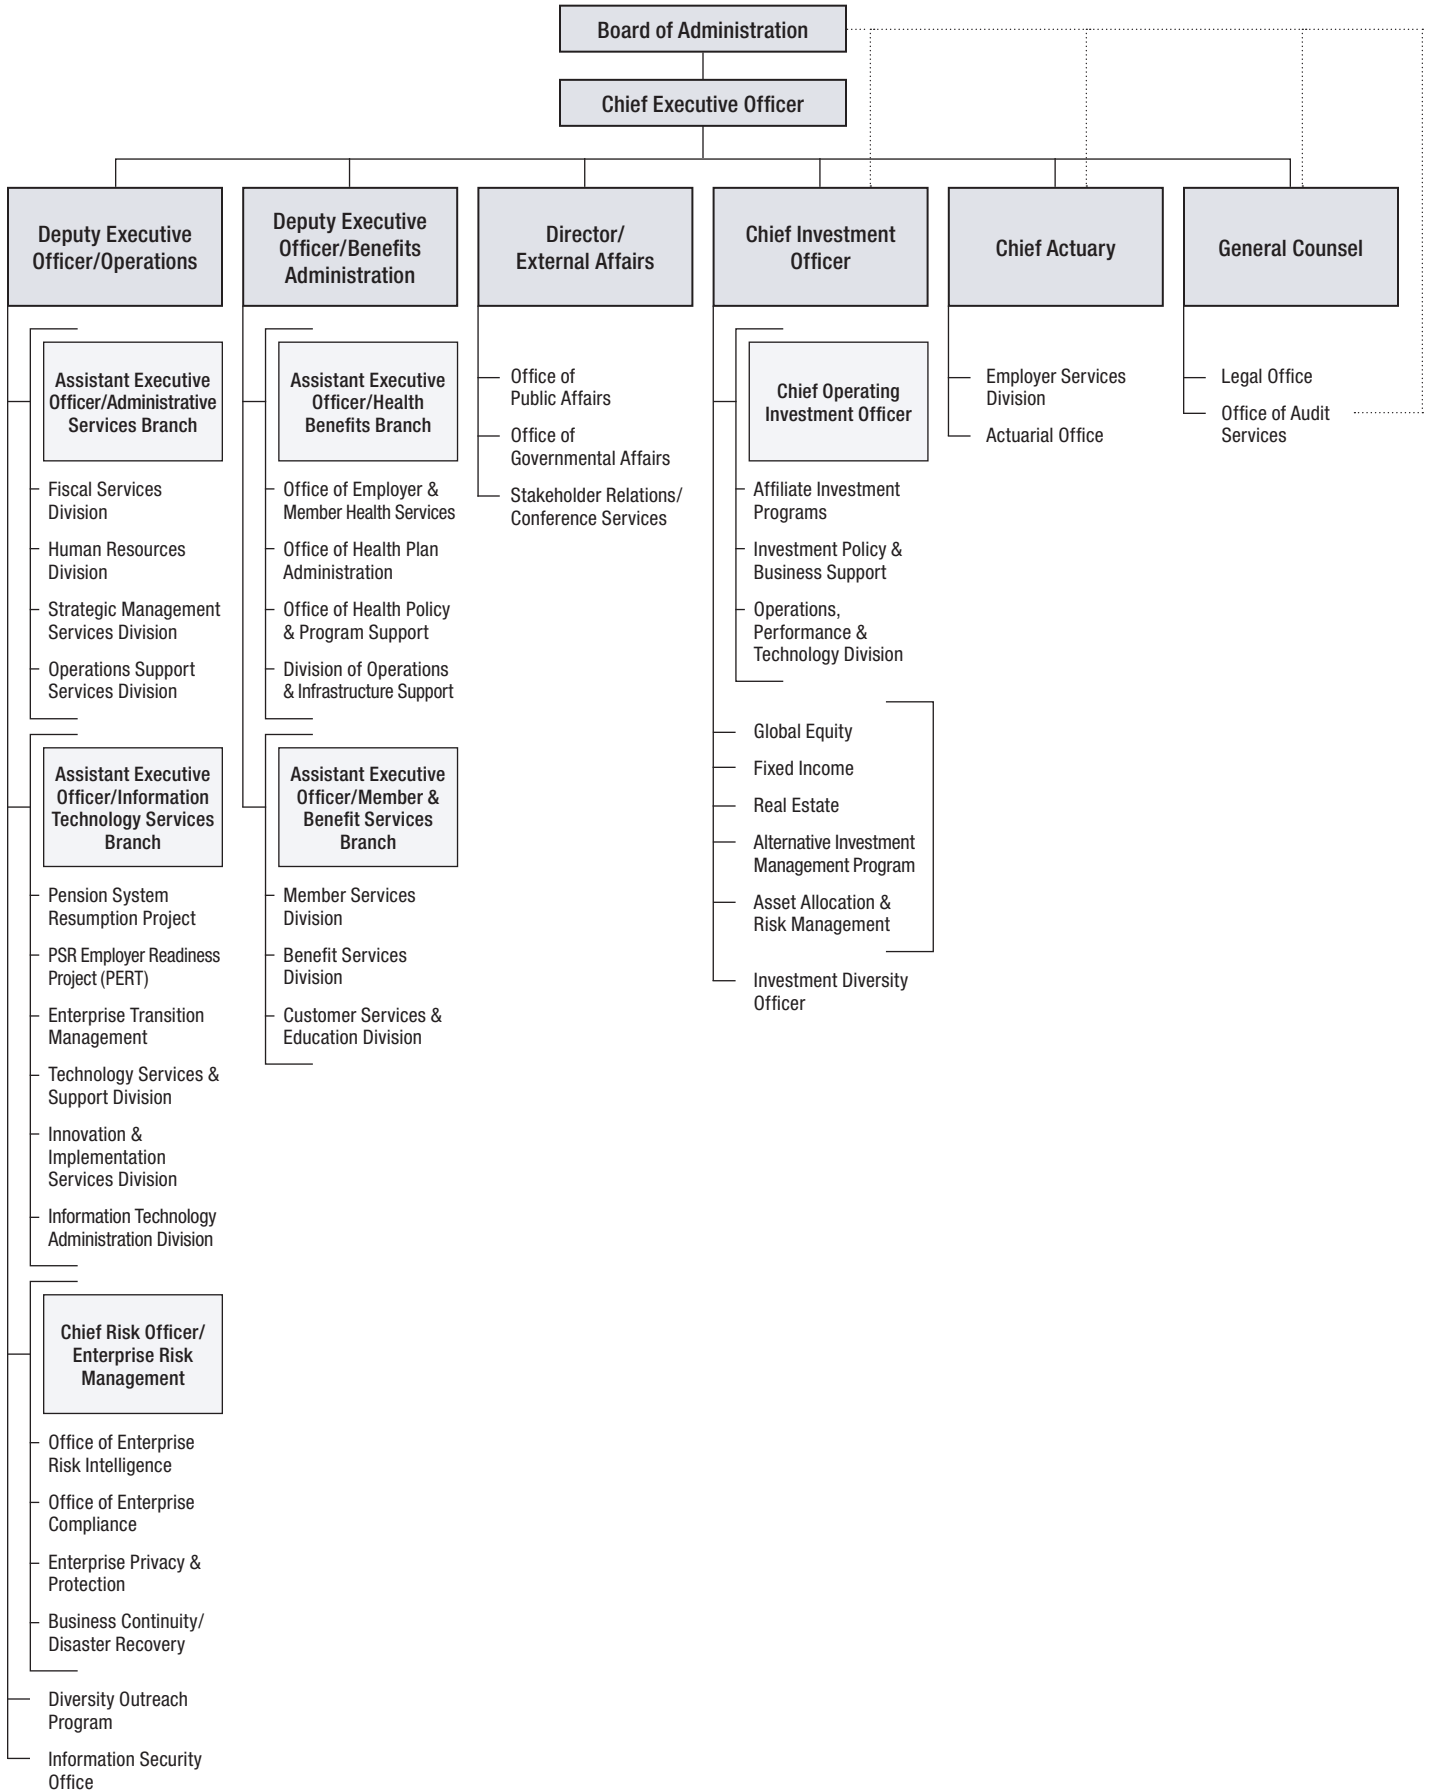 Board of Administration
Chief Executive Officer
Deputy Executive
Officer/Operations
Assistant Executive
Officer/Administrative
Services Branch
Fiscal Services
Division
Human Resources
Division
Strategic Management
Services Division
Operations Support
Services Division
Assistant Executive
Officer/Information
Technology Services
Branch
Pension System
Resumption Project
PSR Employer Readiness
Project (PERT)
Enterprise Transition
Management
Technology Services &
Support Division
Innovation &
Implementation
Services Division
Information Technology
Administration Division
Chief Risk Officer/
Enterprise Risk
Management
Office of Enterprise
Risk Intelligence
Office of Enterprise
Compliance
Enterprise Privacy &
Protection
Business Continuity/
Disaster Recovery
Diversity Outreach
Program
Information Security
Office
Deputy Executive
Officer/Benefits
Administration
Assistant Executive
Officer/Health
Benefits Branch
Office of Employer &
Member Health Services
Office of Health Plan
Administration
Office of Health Policy
& Program Support
Division of Operations
& Infrastructure Support
Assistant Executive
Officer/Member &
Benefit Services
Branch
Member Services
Division
Benefit Services
Division
Customer Services &
Education Division
Director/
External Affairs
Office of
Public Affairs
Office of
Governmental Affairs
Stakeholder Relations/
Conference Services
Chief Investment
Officer
Chief Operating
Investment Officer
Affiliate Investment
Programs
Investment Policy &
Business Support
Operations,
Performance &
Technology Division
Global Equity
Fixed Income
Real Estate
Alternative Investment
Management Program
Asset Allocation &
Risk Management
Investment Diversity
Officer
Chief Actuary
Employer Services
Division
Actuarial Office
General Counsel
Legal Office
Office of Audit
Services